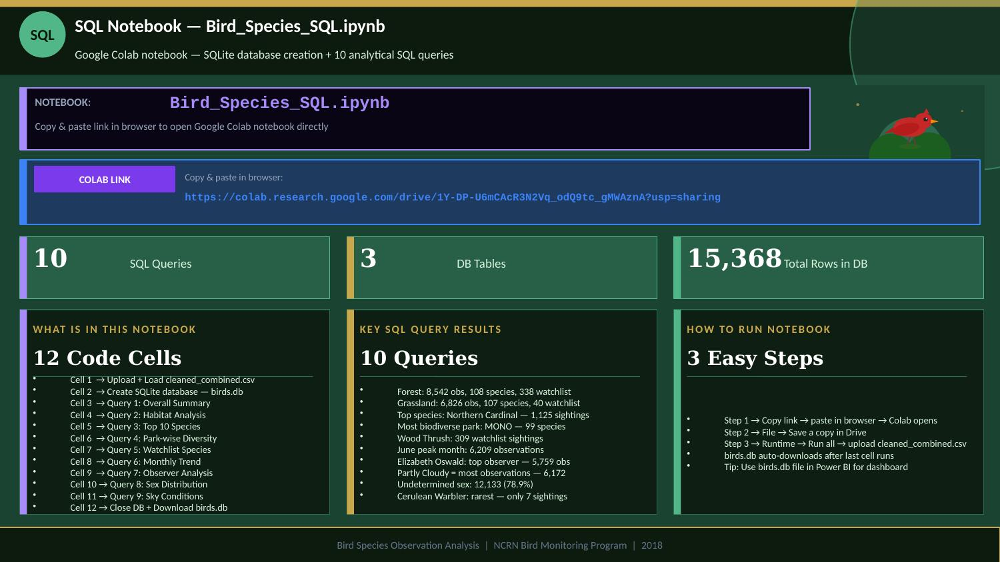 SQL
SQL Notebook — Bird_Species_SQL.ipynb
Google Colab notebook — SQLite database creation + 10 analytical SQL queries
NOTEBOOK: Bird_Species_SQL.ipynb
Copy & paste link in browser to open Google Colab notebook directly
COLAB LINK
Copy & paste in browser:
https://colab.research.google.com/drive/1Y-DP-U6mCAcR3N2Vq_odQ9tc_gMWAznA?usp=sharing
10 SQL Queries
3 DB Tables
15,368 Total Rows in DB
WHAT IS IN THIS NOTEBOOK
12 Code Cells
• Cell 1 → Upload + Load cleaned_combined.csv
• Cell 2 → Create SQLite database — birds.db
• Cell 3 → Query 1: Overall Summary
• Cell 4 → Query 2: Habitat Analysis
• Cell 5 → Query 3: Top 10 Species
• Cell 6 → Query 4: Park-wise Diversity
• Cell 7 → Query 5: Watchlist Species
• Cell 8 → Query 6: Monthly Trend
• Cell 9 → Query 7: Observer Analysis
• Cell 10 → Query 8: Sex Distribution
• Cell 11 → Query 9: Sky Conditions
• Cell 12 → Close DB + Download birds.db
KEY SQL QUERY RESULTS
10 Queries
• Forest: 8,542 obs, 108 species, 338 watchlist
• Grassland: 6,826 obs, 107 species, 40 watchlist
• Top species: Northern Cardinal — 1,125 sightings
• Most biodiverse park: MONO — 99 species
• Wood Thrush: 309 watchlist sightings
• June peak month: 6,209 observations
• Elizabeth Oswald: top observer — 5,759 obs
• Partly Cloudy = most observations — 6,172
• Undetermined sex: 12,133 (78.9%)
• Cerulean Warbler: rarest — only 7 sightings
HOW TO RUN NOTEBOOK
3 Easy Steps
• Step 1 → Copy link → paste in browser → Colab opens
• Step 2 → File → Save a copy in Drive
• Step 3 → Runtime → Run all → upload cleaned_combined.csv
• birds.db auto-downloads after last cell runs
• Tip: Use birds.db file in Power BI for dashboard
Bird Species Observation Analysis | NCRN Bird Monitoring Program | 2018